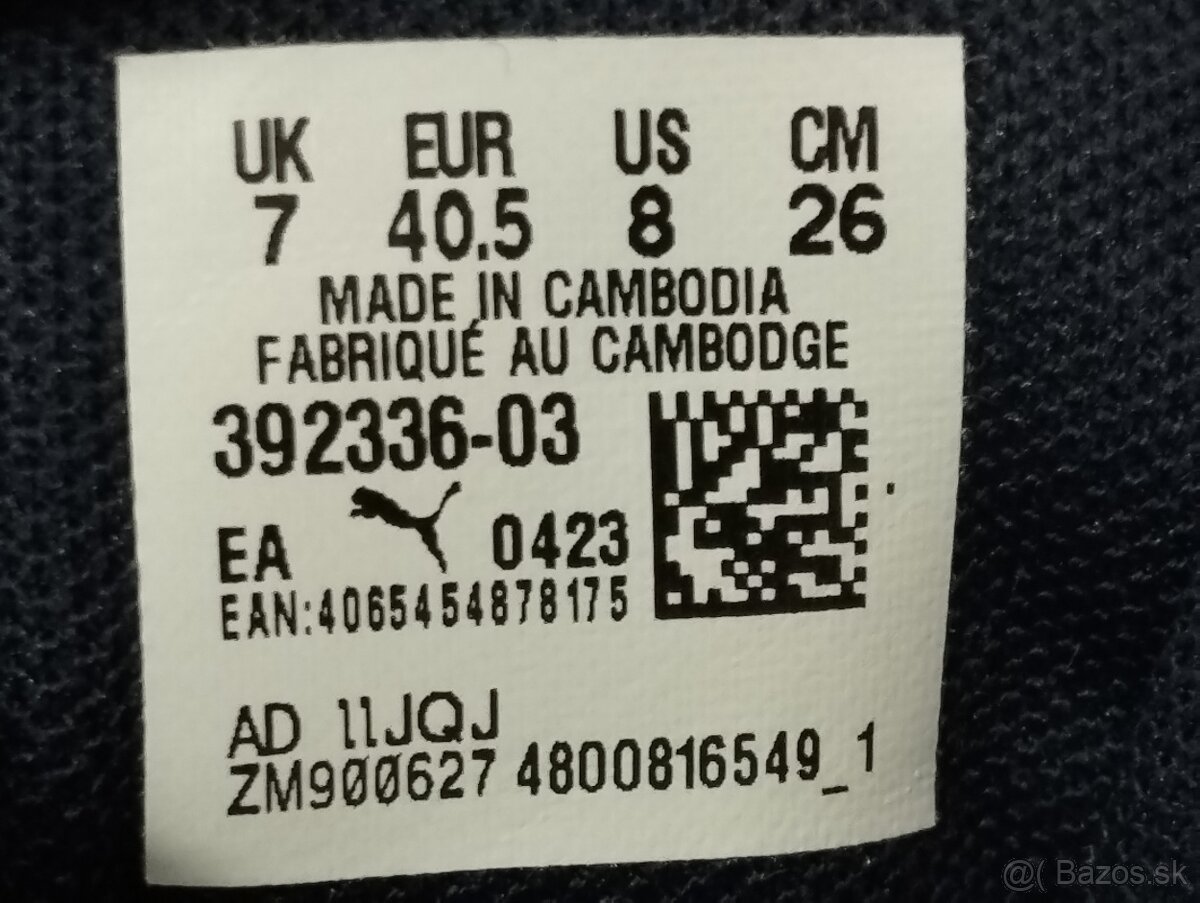 UK EUR US CM
7 40.5 8 26
MADE IN CAMBODIA
FABRIQUÉ AU CAMBODGE
392336-03
EA 0423
EAN:4065454878175
AD 11JQJ
ZM900627 4800816549_1
@( Bazos.sk